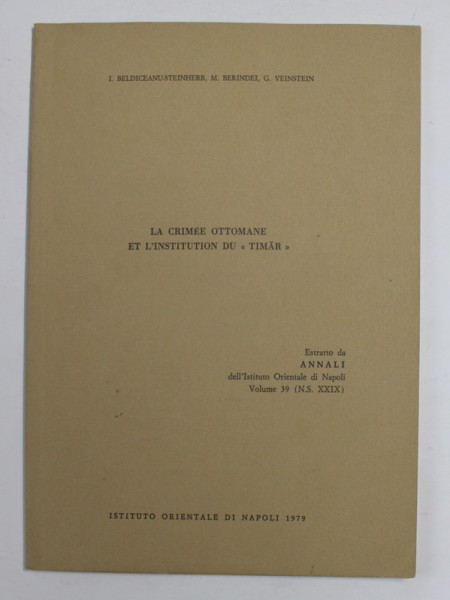 I. BELDICEANU-STEINHERR, M. BERINDEI, G. VEINSTEIN
LA CRIMÉE OTTOMANE
ET L'INSTITUTION DU « TIMĀR »
Estratto da
ANNALI
dell'Istituto Orientale di Napoli
Volume 39 (N.S. XXIX)
ISTITUTO ORIENTALE DI NAPOLI 1979